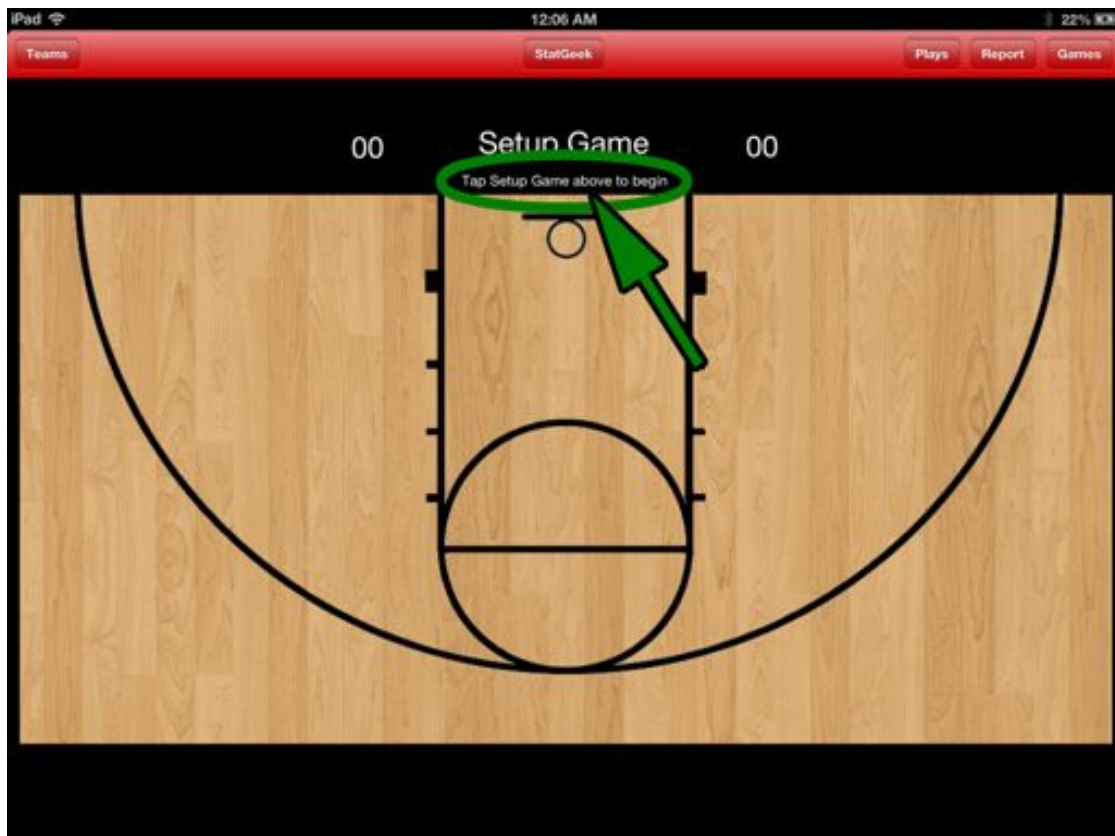 iPad 12:06 AM 22%
Teams StatGeek Plays Report Games
00 Setup Game 00
Tap Setup Game above to begin